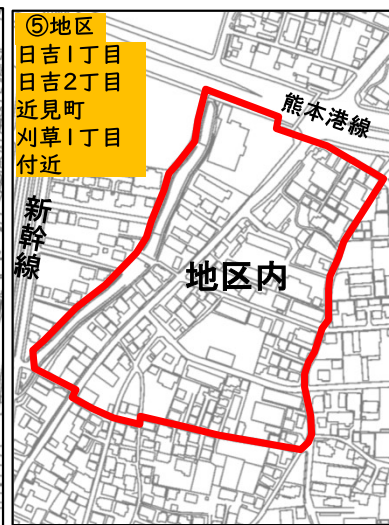 ⑤地区
日吉1丁目
日吉2丁目
近見町
刈草1丁目
付近
熊本港線
新幹線
地区内